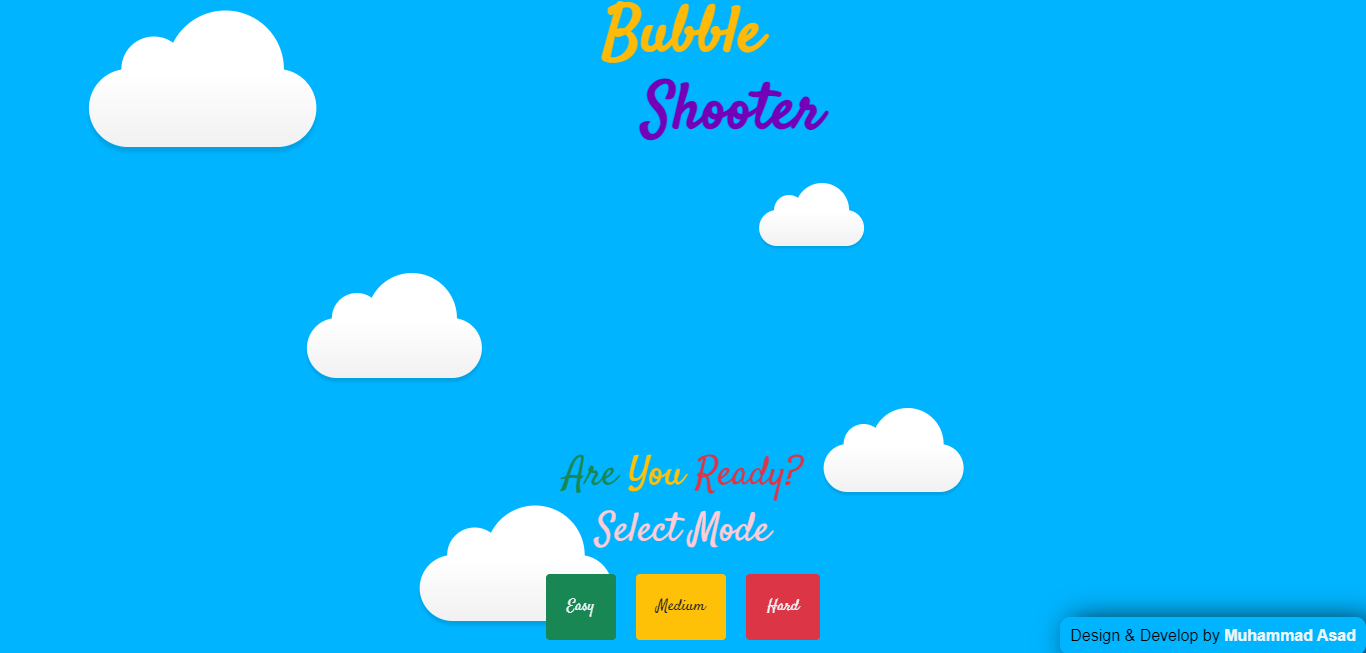 Bubble
Shooter
Are You Ready?
Select Mode
Easy Medium Hard
Design & Develop by Muhammad Asad